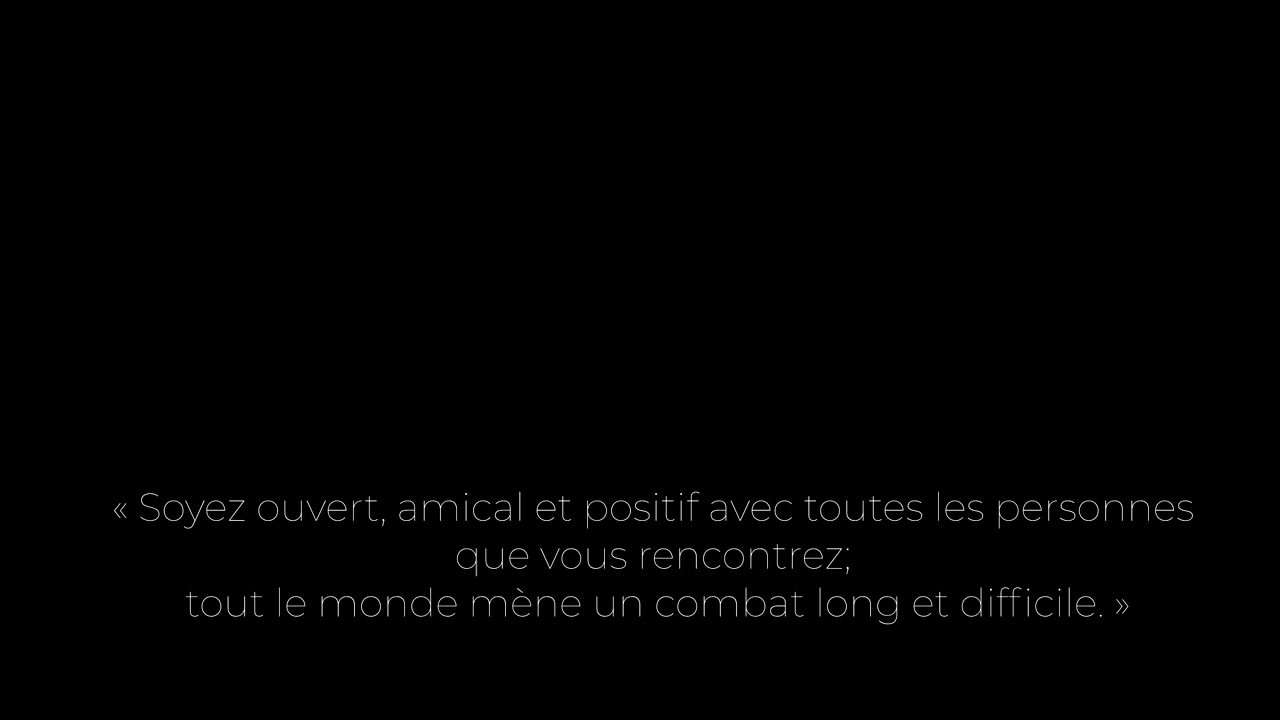 « Soyez ouvert, amical et positif avec toutes les personnes
que vous rencontrez;
tout le monde mène un combat long et difficile. »